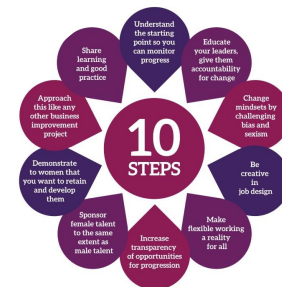 10
STEPS
Understand
the starting
point so you
can monitor
progress
Educate
your leaders,
give them
accountability
for change
Change
mindsets by
challenging
bias and
sexism
Be
creative
in
job design
Make
flexible working
a reality
for all
Increase
transparency
of opportunities
for progression
Sponsor
female talent
to the same
extent as
male talent
Demonstrate
to women that
you want to retain
and develop
them
Approach
this like any
other business
improvement
project
Share
learning
and good
practice